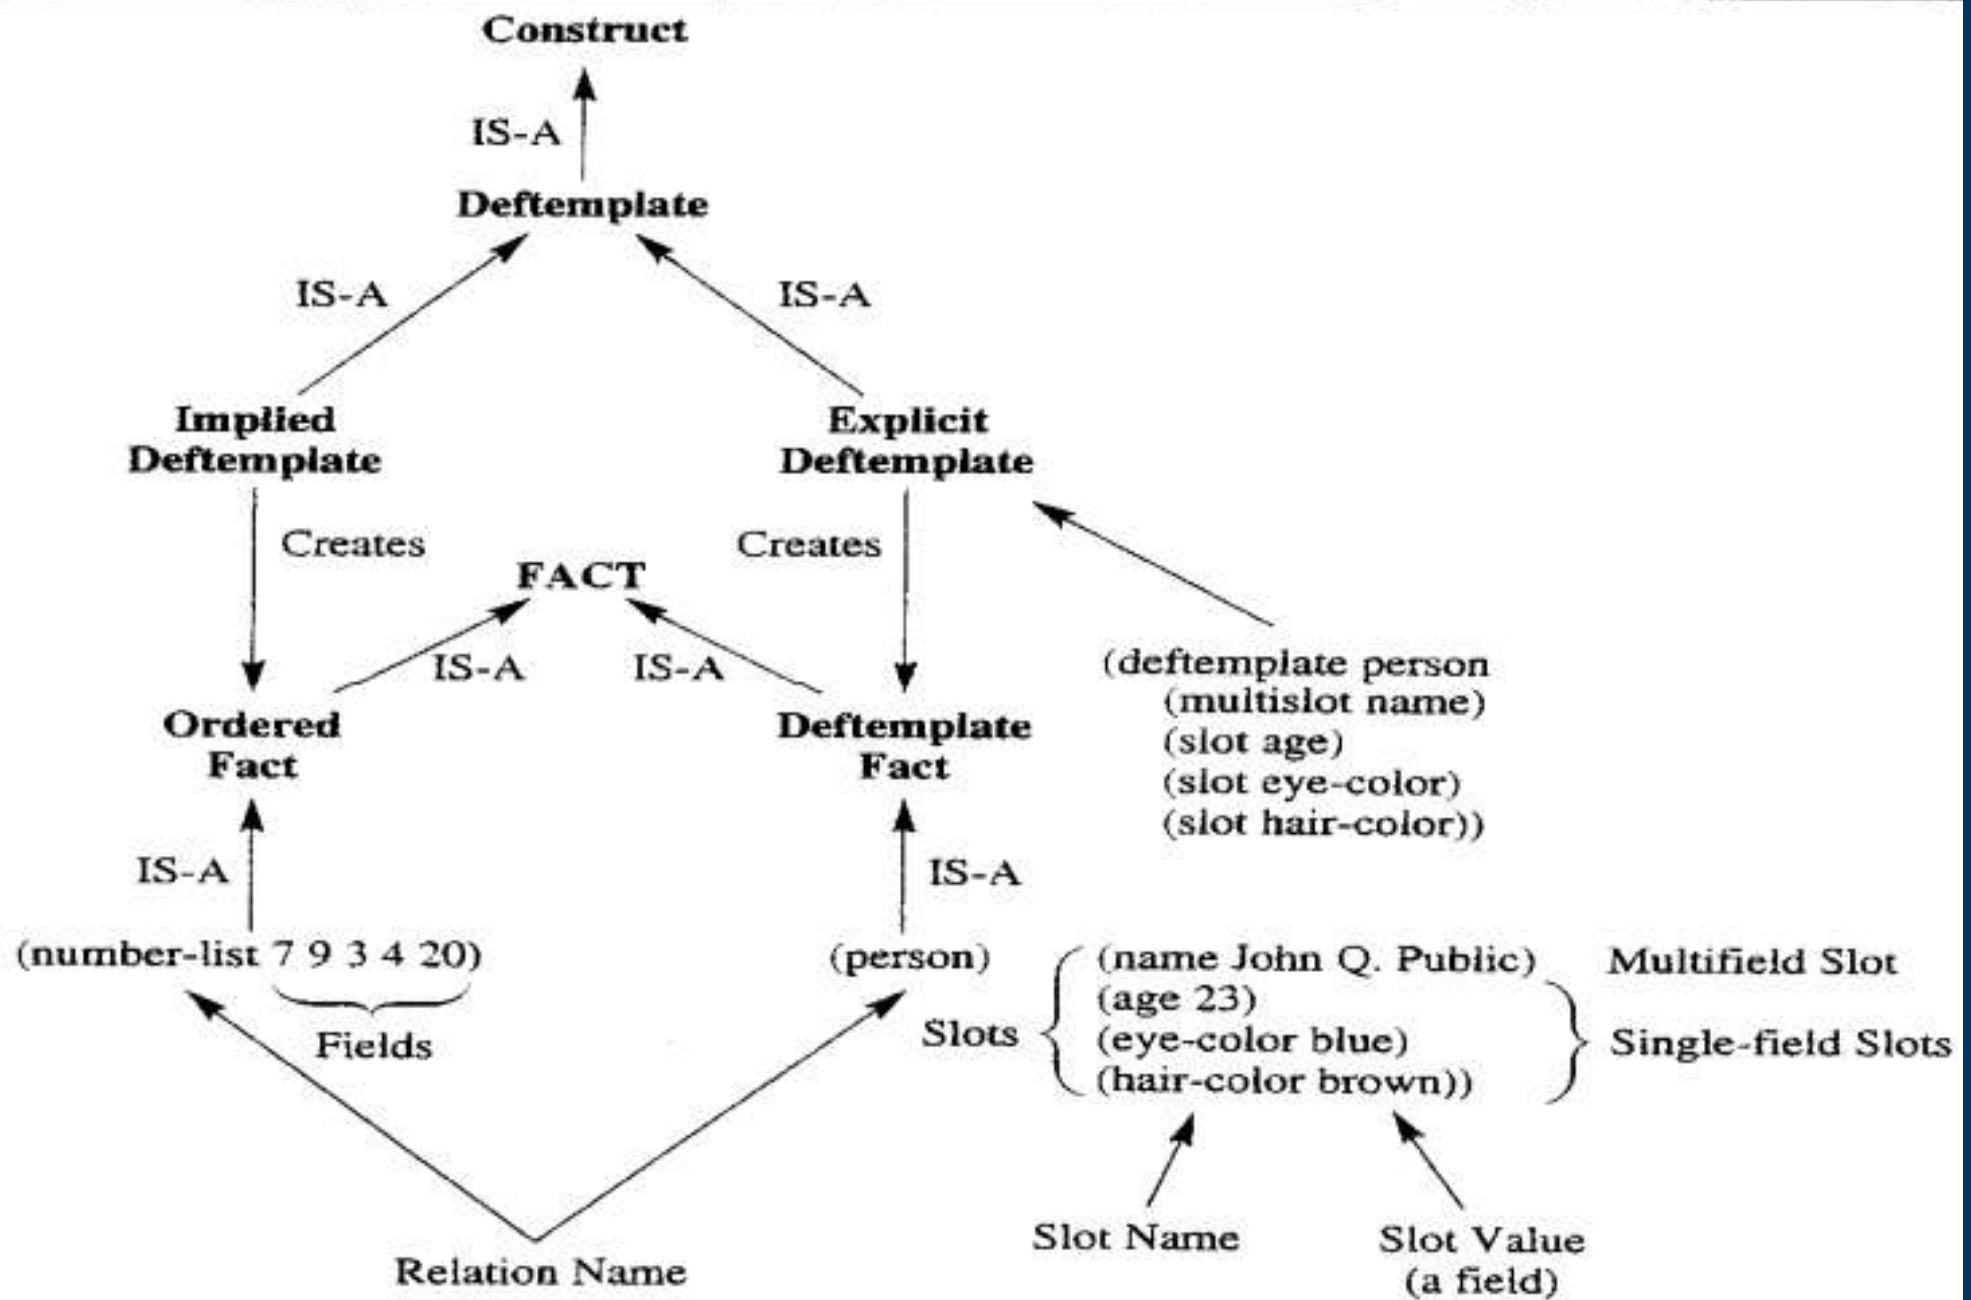 Construct
IS-A
Deftemplate
IS-A
IS-A
Implied
Deftemplate
Explicit
Deftemplate
Creates
Creates
FACT
IS-A
IS-A
Ordered
Fact
Deftemplate
Fact
(deftemplate person
(multislot name)
(slot age)
(slot eye-color)
(slot hair-color))
IS-A
IS-A
(number-list 7 9 3 4 20)
Fields
(person)
Slots
(name John Q. Public)
(age 23)
(eye-color blue)
(hair-color brown))
Multifield Slot
Single-field Slots
Relation Name
Slot Name
Slot Value
(a field)